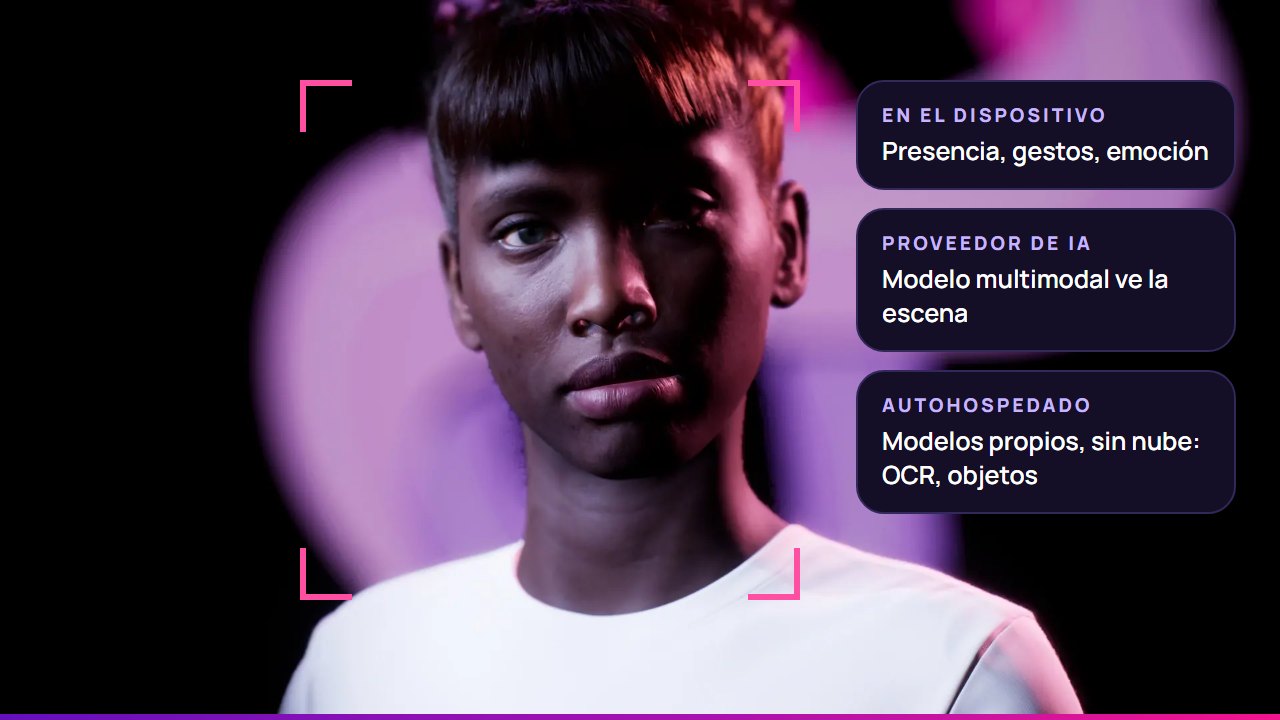 EN EL DISPOSITIVO
Presencia, gestos, emoción
PROVEEDOR DE IA
Modelo multimodal ve la
escena
AUTOHOSPEDADO
Modelos propios, sin nube:
OCR, objetos